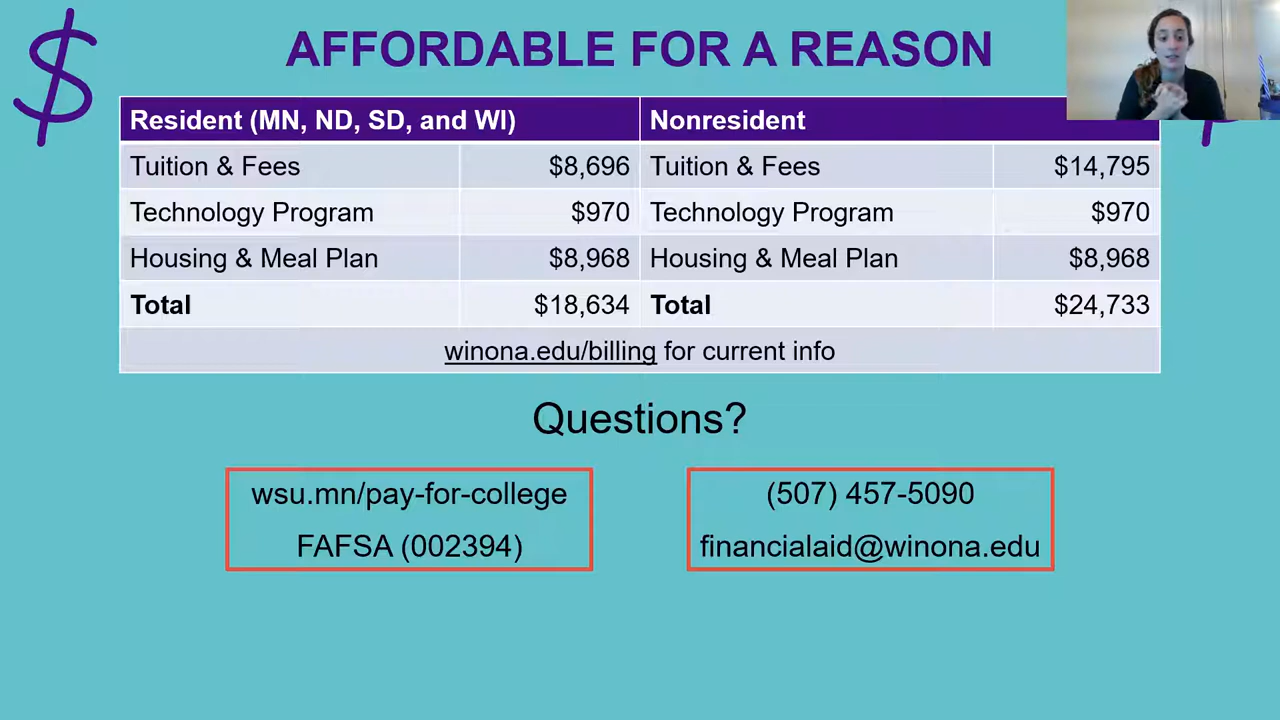 AFFORDABLE FOR A REASON
Resident (MN, ND, SD, and WI) Nonresident
Tuition & Fees $8,696 Tuition & Fees $14,795
Technology Program $970 Technology Program $970
Housing & Meal Plan $8,968 Housing & Meal Plan $8,968
Total $18,634 Total $24,733
winona.edu/billing for current info
Questions?
wsu.mn/pay-for-college
FAFSA (002394)
(507) 457-5090
financialaid@winona.edu